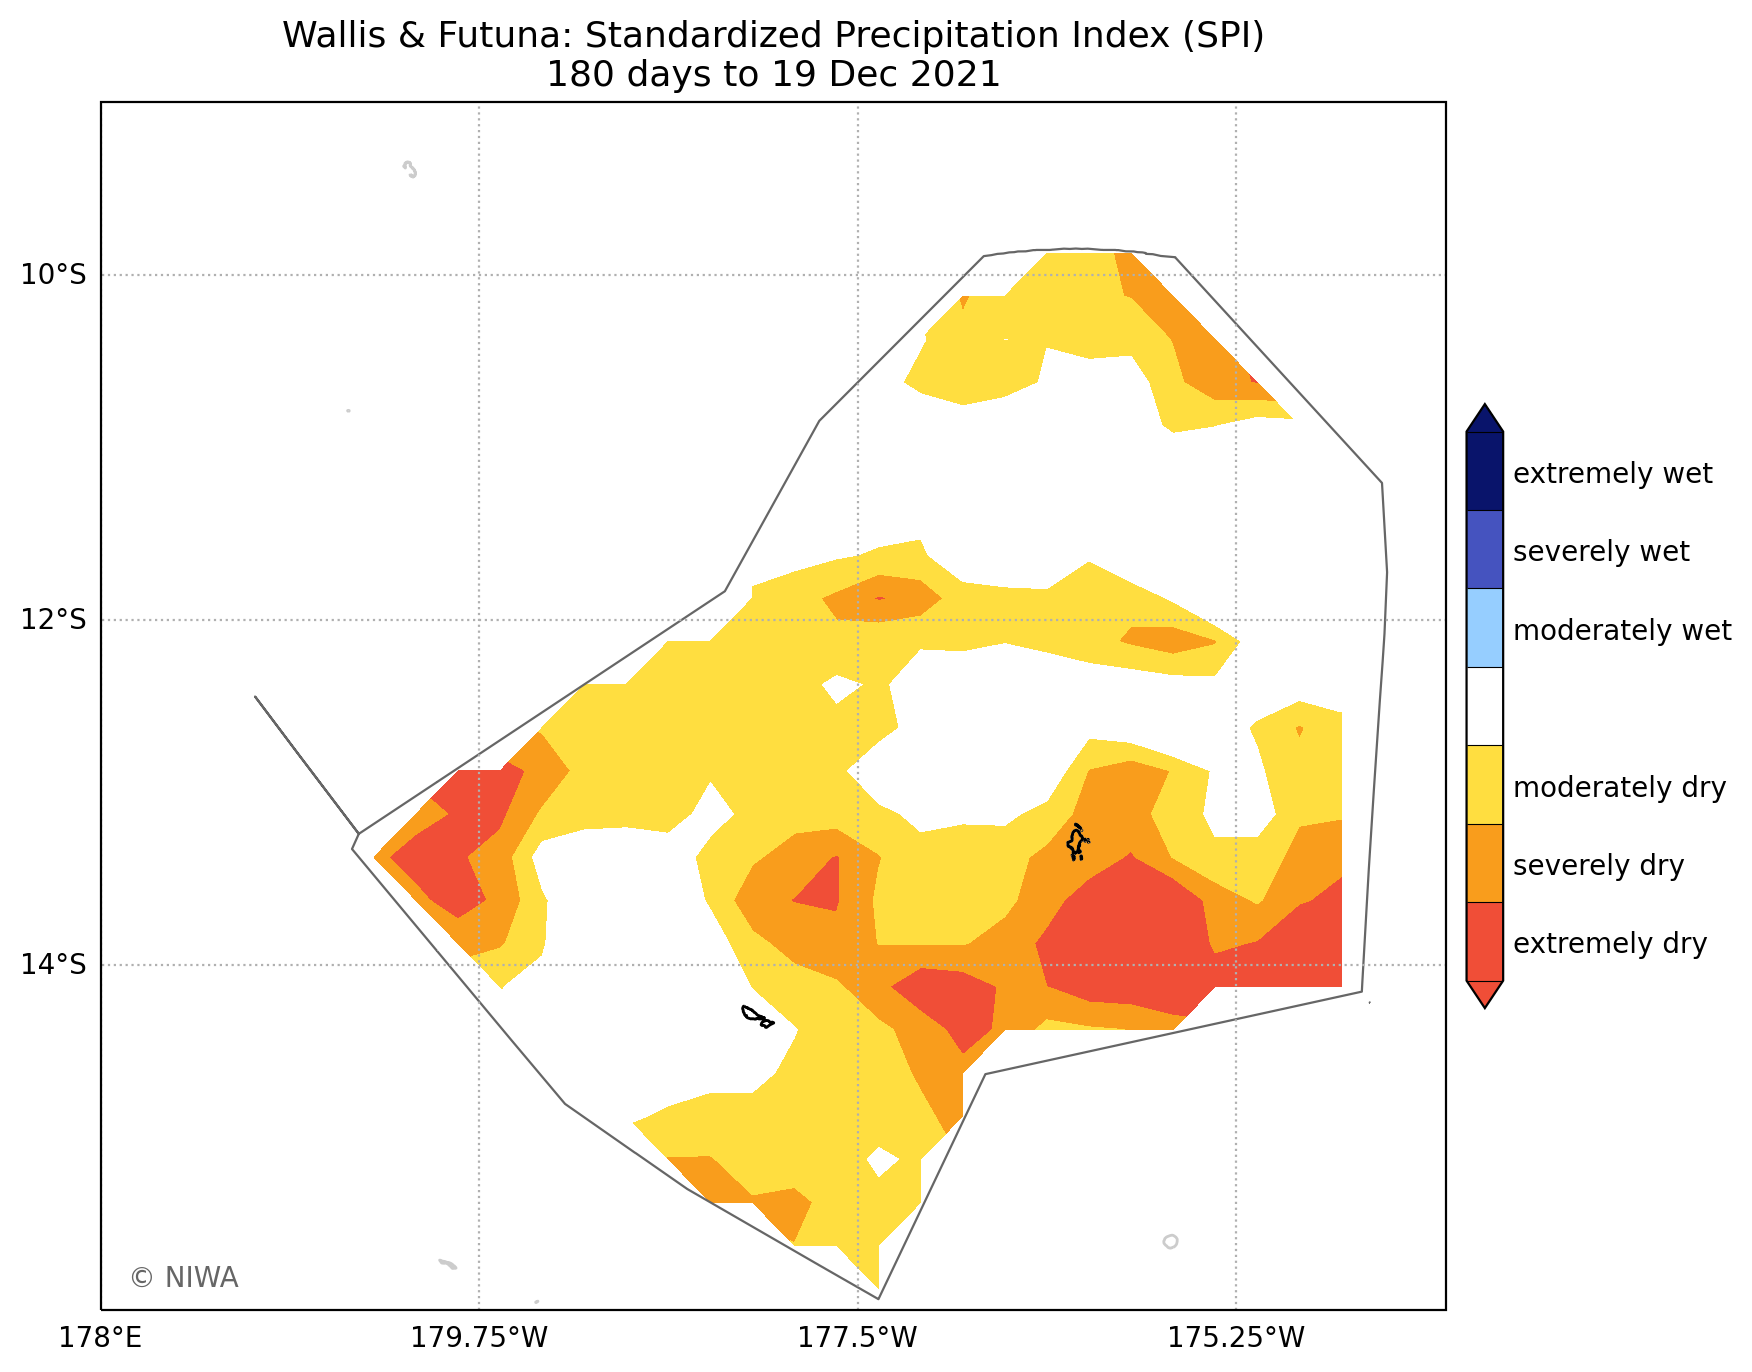 Wallis & Futuna: Standardized Precipitation Index (SPI)
180 days to 19 Dec 2021
10°S
12°S
14°S
178°E
179.75°W
177.5°W
175.25°W
extremely wet
severely wet
moderately wet
moderately dry
severely dry
extremely dry
© NIWA